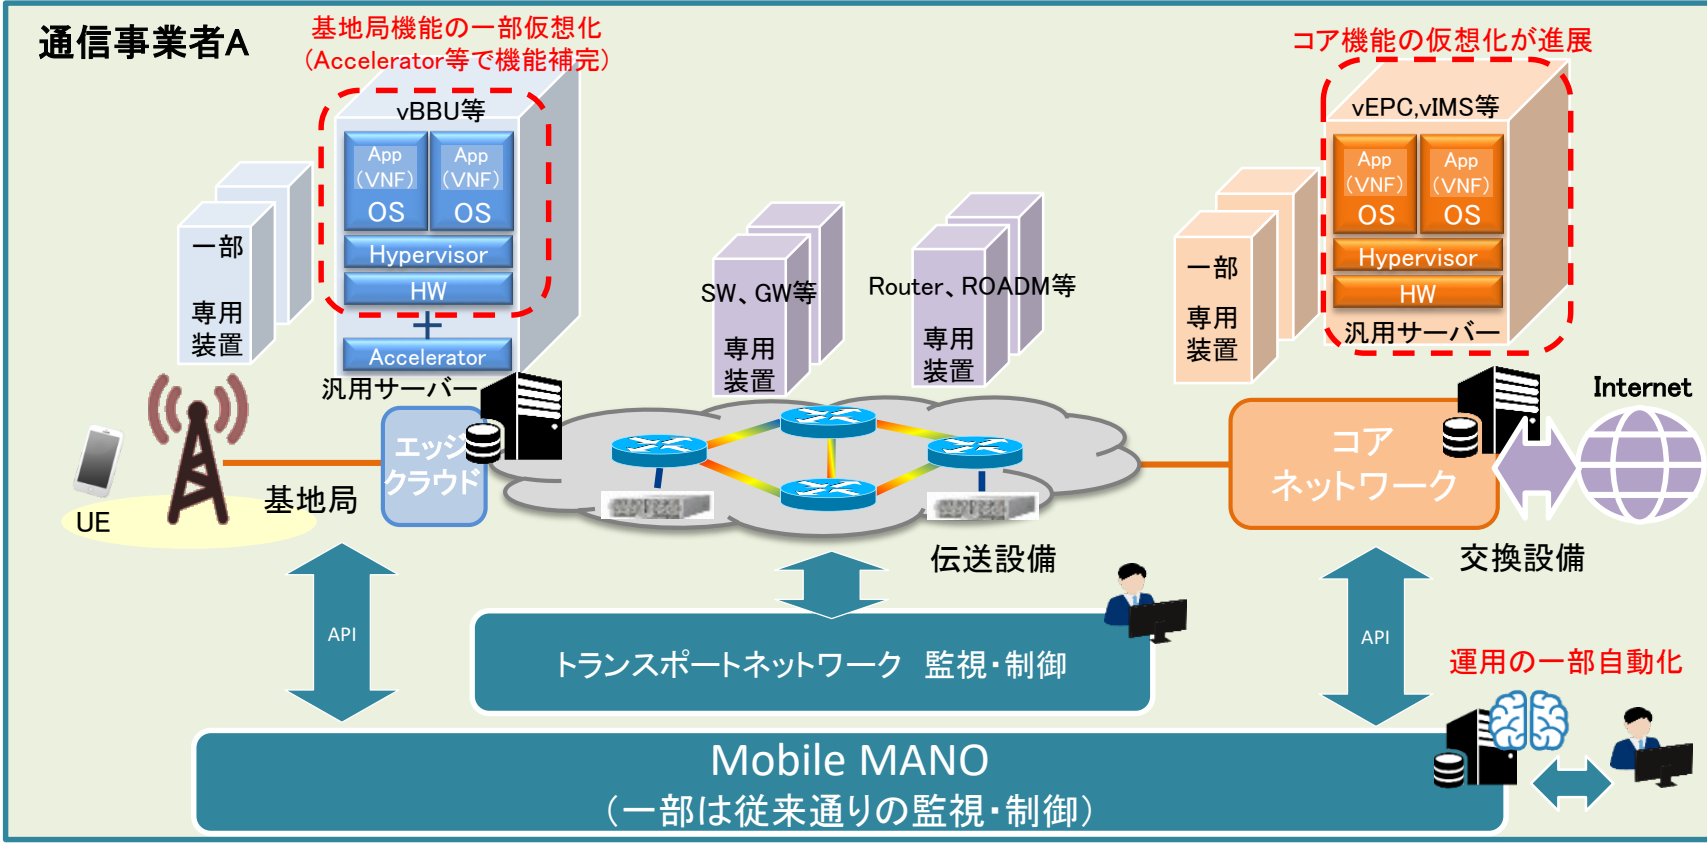 通信事業者A
基地局機能の一部仮想化
(Accelerator等で機能補完)
コア機能の仮想化が進展
vBBU等
App
(VNF)
OS
App
(VNF)
OS
Hypervisor
HW
+
Accelerator
汎用サーバー
一部
専用
装置
SW、GW等
専用
装置
Router、ROADM等
専用
装置
一部
専用
装置
vEPC,vIMS等
App
(VNF)
OS
App
(VNF)
OS
Hypervisor
HW
汎用サーバー
Internet
UE
基地局
エッジ
クラウド
コア
ネットワーク
伝送設備
交換設備
API
トランスポートネットワーク 監視・制御
API
運用の一部自動化
Mobile MANO
(一部は従来通りの監視・制御)